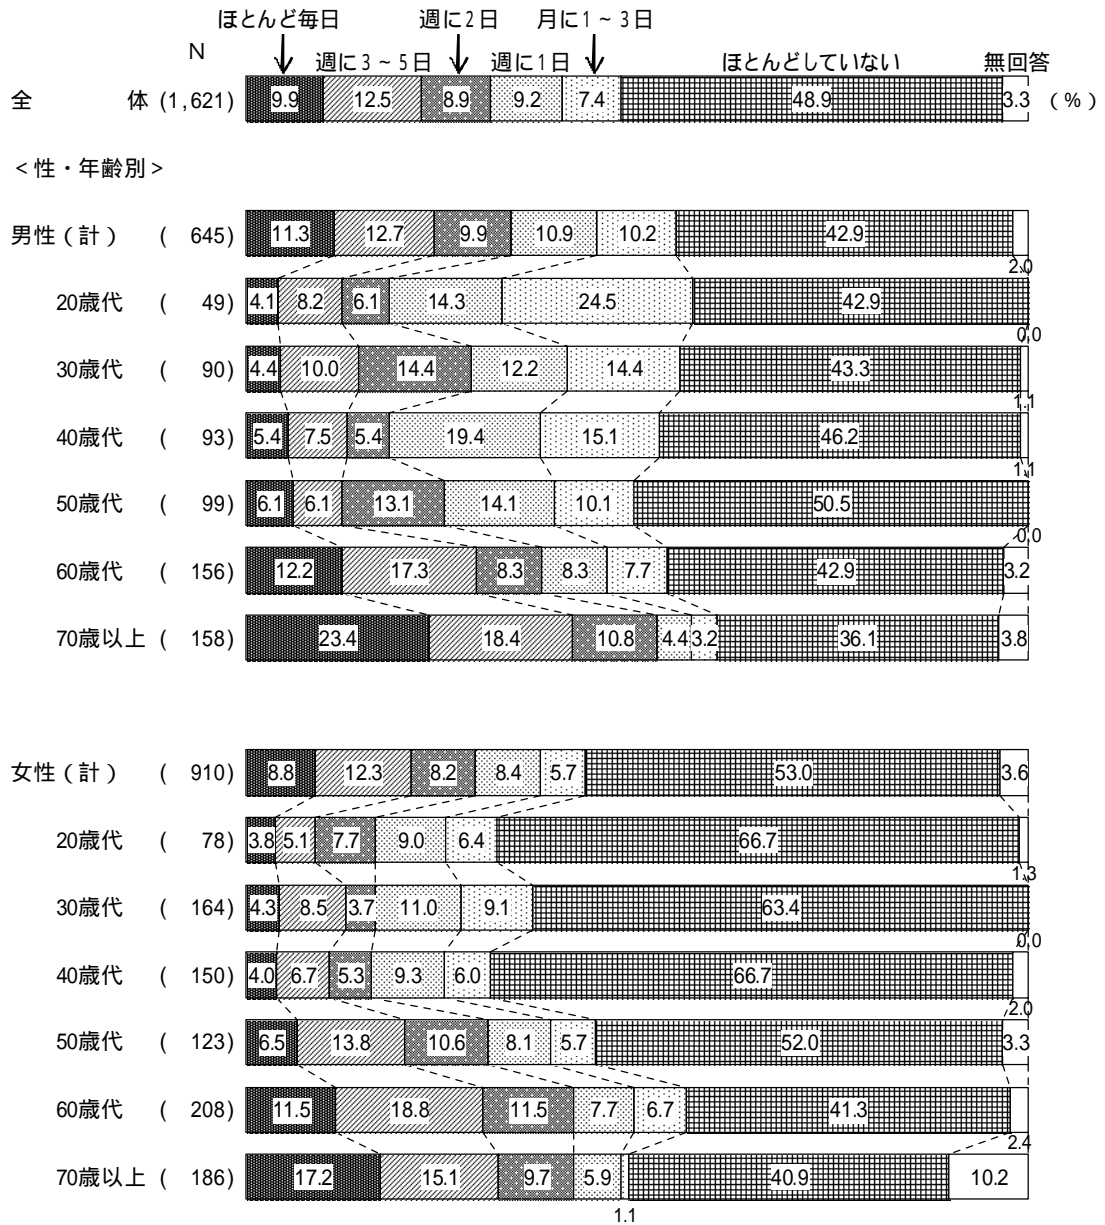 ほとんど毎日 週に2日 月に1～3日
N 週に3～5日 週に1日 ほとんどしていない 無回答
全体 (1,621) 9.9 12.5 8.9 9.2 7.4 48.9 3.3 (%)
＜性・年齢別＞
男性(計) ( 645) 11.3 12.7 9.9 10.9 10.2 42.9
2.0
20歳代 ( 49) 4.1 8.2 6.1 14.3 24.5 42.9
0.0
30歳代 ( 90) 4.4 10.0 14.4 12.2 14.4 43.3
1.1
40歳代 ( 93) 5.4 7.5 5.4 19.4 15.1 46.2
1.1
50歳代 ( 99) 6.1 6.1 13.1 14.1 10.1 50.5
0.0
60歳代 ( 156) 12.2 17.3 8.3 8.3 7.7 42.9 3.2
70歳以上 ( 158) 23.4 18.4 10.8 4.4 3.2 36.1 3.8
女性(計) ( 910) 8.8 12.3 8.2 8.4 5.7 53.0 3.6
20歳代 ( 78) 3.8 5.1 7.7 9.0 6.4 66.7
1.3
30歳代 ( 164) 4.3 8.5 3.7 11.0 9.1 63.4
0.0
40歳代 ( 150) 4.0 6.7 5.3 9.3 6.0 66.7
2.0
50歳代 ( 123) 6.5 13.8 10.6 8.1 5.7 52.0 3.3
60歳代 ( 208) 11.5 18.8 11.5 7.7 6.7 41.3
2.4
70歳以上 ( 186) 17.2 15.1 9.7 5.9 40.9 10.2
1.1